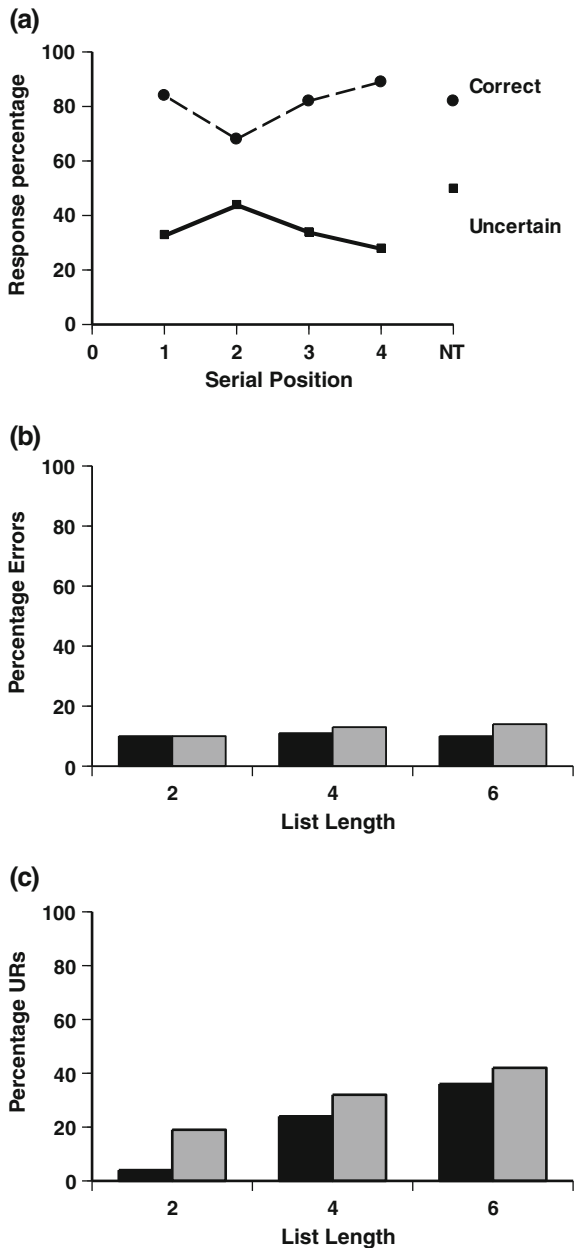 (a)
Response percentage
100
80
60
40
20
0
0 1 2 3 4 NT
Serial Position
Correct
Uncertain
(b)
Percentage Errors
100
80
60
40
20
0
2 4 6
List Length
(c)
Percentage URs
100
80
60
40
20
0
2 4 6
List Length